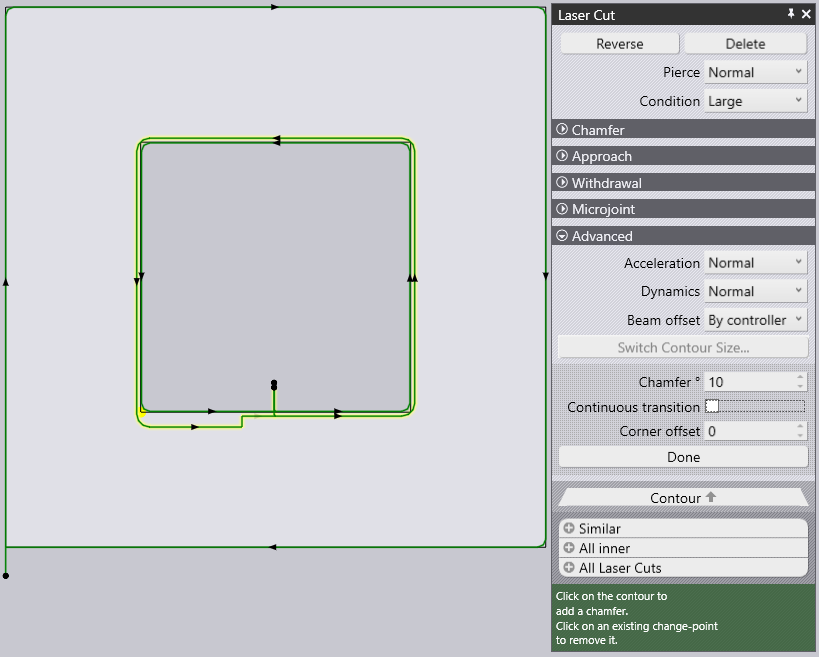 Laser Cut
Reverse
Delete
Pierce Normal
Condition Large
Chamfer
Approach
Withdrawal
Microjoint
Advanced
Acceleration Normal
Dynamics Normal
Beam offset By controller
Switch Contour Size...
Chamfer ° 10
Continuous transition
Corner offset 0
Done
Contour
Similar
All inner
All Laser Cuts
Click on the contour to
add a chamfer.
Click on an existing change-point
to remove it.